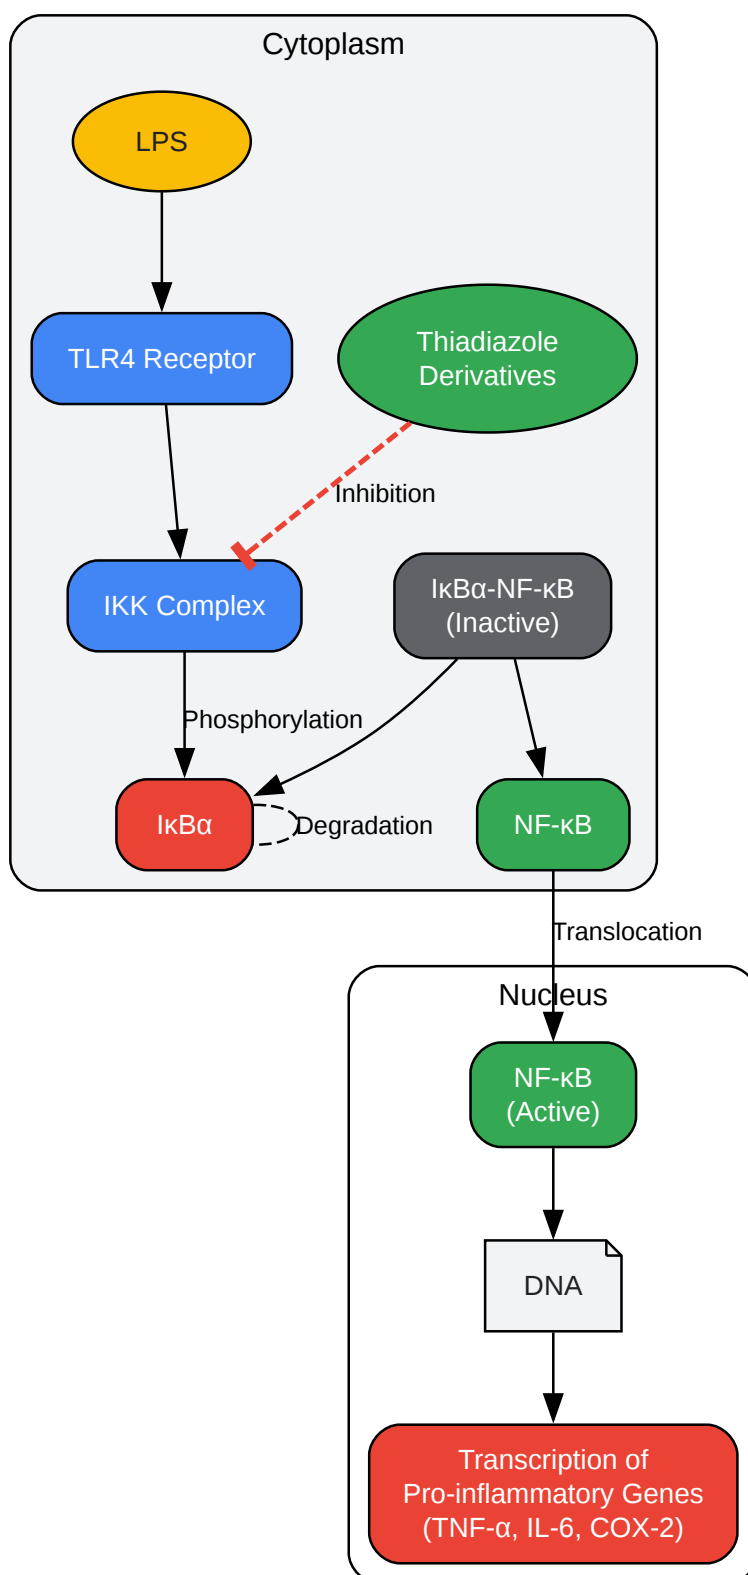 Cytoplasm
LPS
TLR4 Receptor
Thiadiazole
Derivatives
Inhibition
IKK Complex
IκBα-NF-κB
(Inactive)
Phosphorylation
IκBα
Degradation
NF-κB
Translocation
Nucleus
NF-κB
(Active)
DNA
Transcription of
Pro-inflammatory Genes
(TNF-α, IL-6, COX-2)